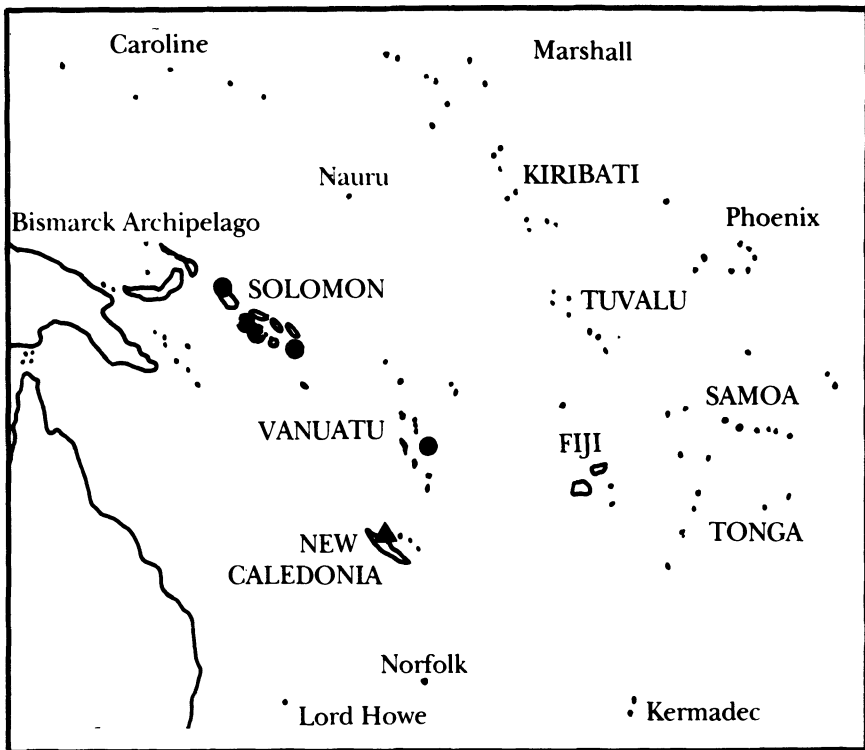 Caroline
Marshall
Nauru
KIRIBATI
Bismarck Archipelago
Phoenix
SOLOMON
TUVALU
SAMOA
VANUATU
FIJI
NEW
CALEDONIA
TONGA
Norfolk
Lord Howe
Kermadec